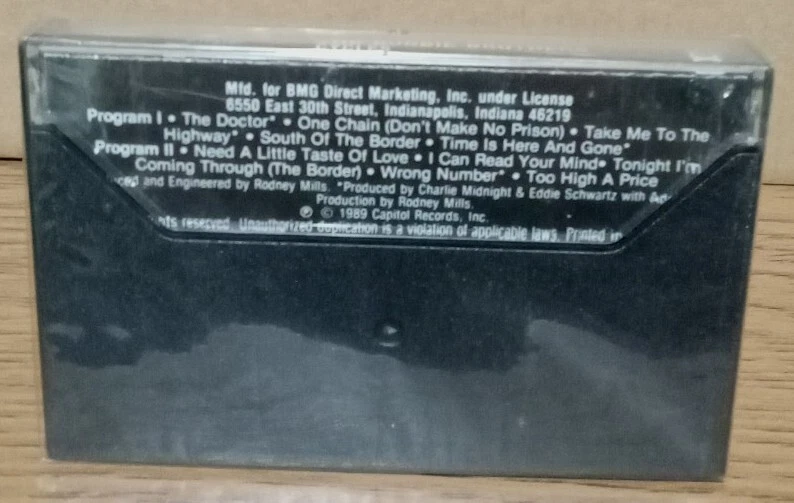 Mfd. for BMG Direct Marketing, Inc. under License
6550 East 30th Street, Indianapolis, Indiana 46219
Program I • The Doctor* • One Chain (Don't Make No Prison) • Take Me To The
Highway* • South Of The Border • Time Is Here And Gone*
Program II • Need A Little Taste Of Love • I Can Read Your Mind • Tonight I'm
Coming Through (The Border) • Wrong Number* • Too High A Price
and Engineered by Rodney Mills. *Produced by Charlie Midnight & Eddie Schwartz with
Production by Rodney Mills.
℗ © 1989 Capitol Records, Inc.
reserved. Unauthorized duplication is a violation of applicable laws. Printed in